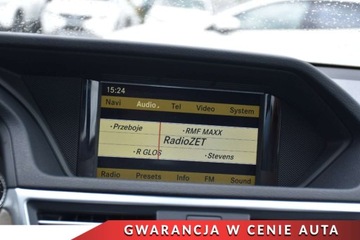 15:24
Navi Audio Tel Video System
•Przeboje •RMF MAXX
RadioZET
•R GLOS •Stevens
Radio Presets Info FM Sound
GWARANCJA W CENIE AUTA